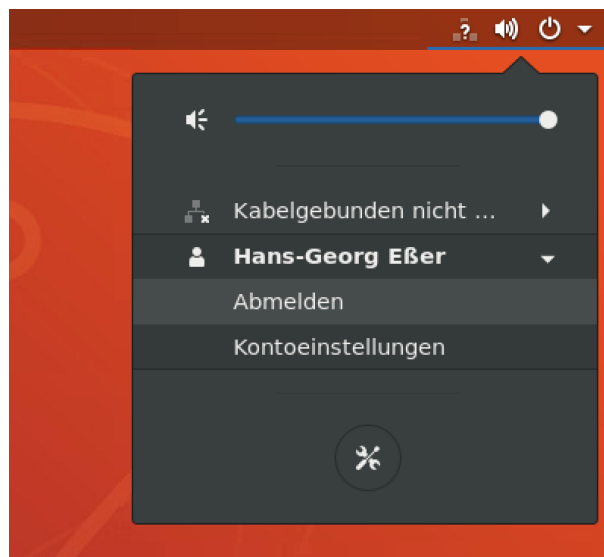 Kabelgebunden nicht ...
Hans-Georg Eßer
Abmelden
Kontoeinstellungen